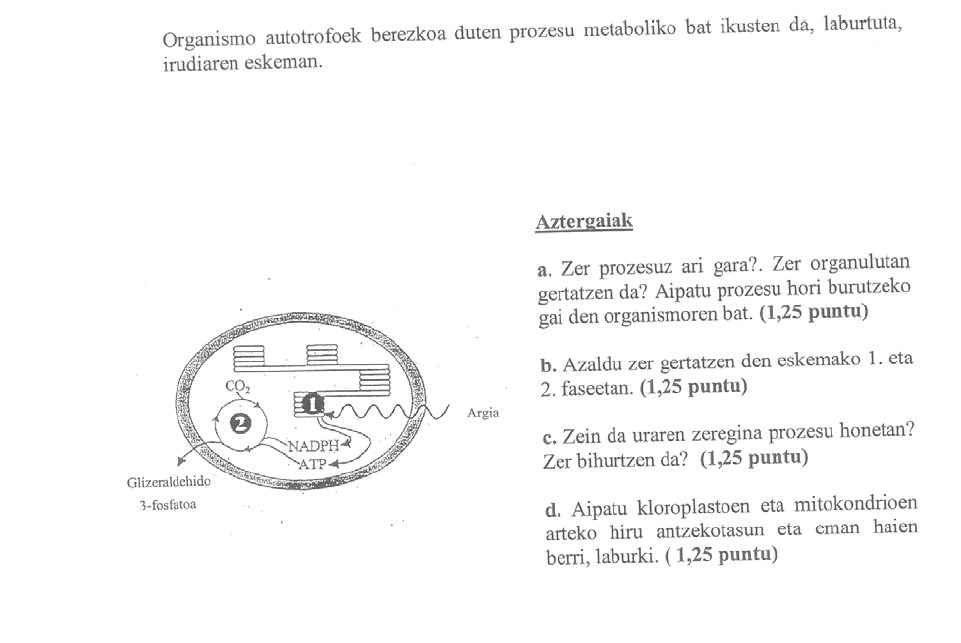 Organismo autotrofoek berezkoa duten prozesu metaboliko bat ikusten da, laburtuta,
irudiaren eskeman.
Aztergaiak
a. Zer prozesuz ari gara?. Zer organulutan
gertatzen da? Aipatu prozesu hori burutzeko
gai den organismoren bat. (1,25 puntu)
b. Azaldu zer gertatzen den eskemako 1. eta
2. faseetan. (1,25 puntu)
c. Zein da uraren zeregina prozesu honetan?
Zer bihurtzen da? (1,25 puntu)
d. Aipatu kloroplastoen eta mitokondrioen
arteko hiru antzekotasun eta eman haien
berri, laburki. ( 1,25 puntu)
CO₂
1
2
Argia
NADPH
ATP
Glizeraldehido
3-fosfatoa